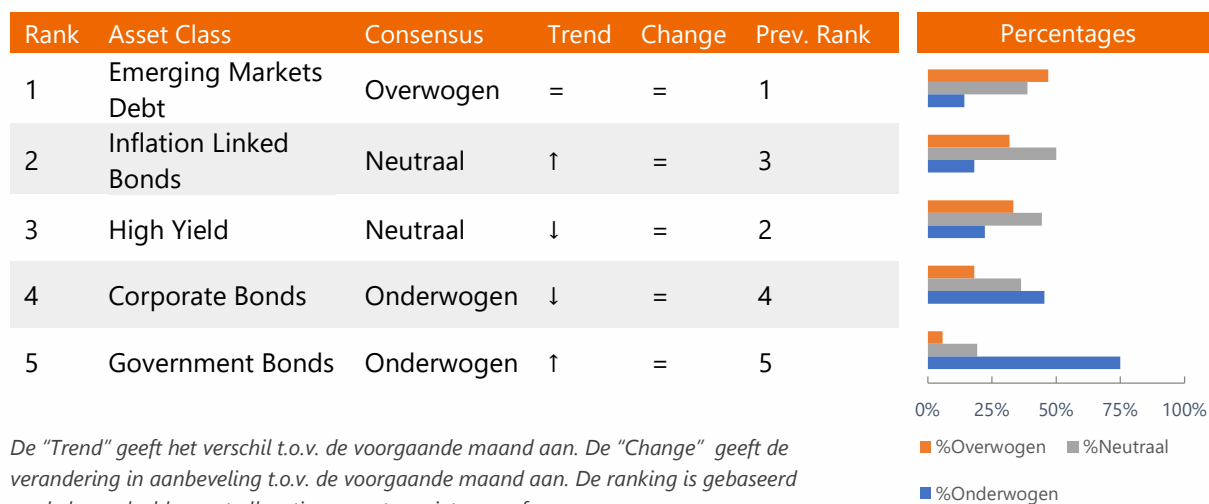 Rank Asset Class Consensus Trend Change Prev. Rank
1 Emerging Markets Debt Overwogen = = 1
2 Inflation Linked Bonds Neutraal ↑ = 3
3 High Yield Neutraal ↓ = 2
4 Corporate Bonds Onderwogen ↓ = 4
5 Government Bonds Onderwogen ↑ = 5
De “Trend” geeft het verschil t.o.v. de voorgaande maand aan. De “Change” geeft de
verandering in aanbeveling t.o.v. de voorgaande maand aan. De ranking is gebaseerd
Percentages
0% 25% 50% 75% 100%
%Overwogen %Neutraal
%Onderwogen